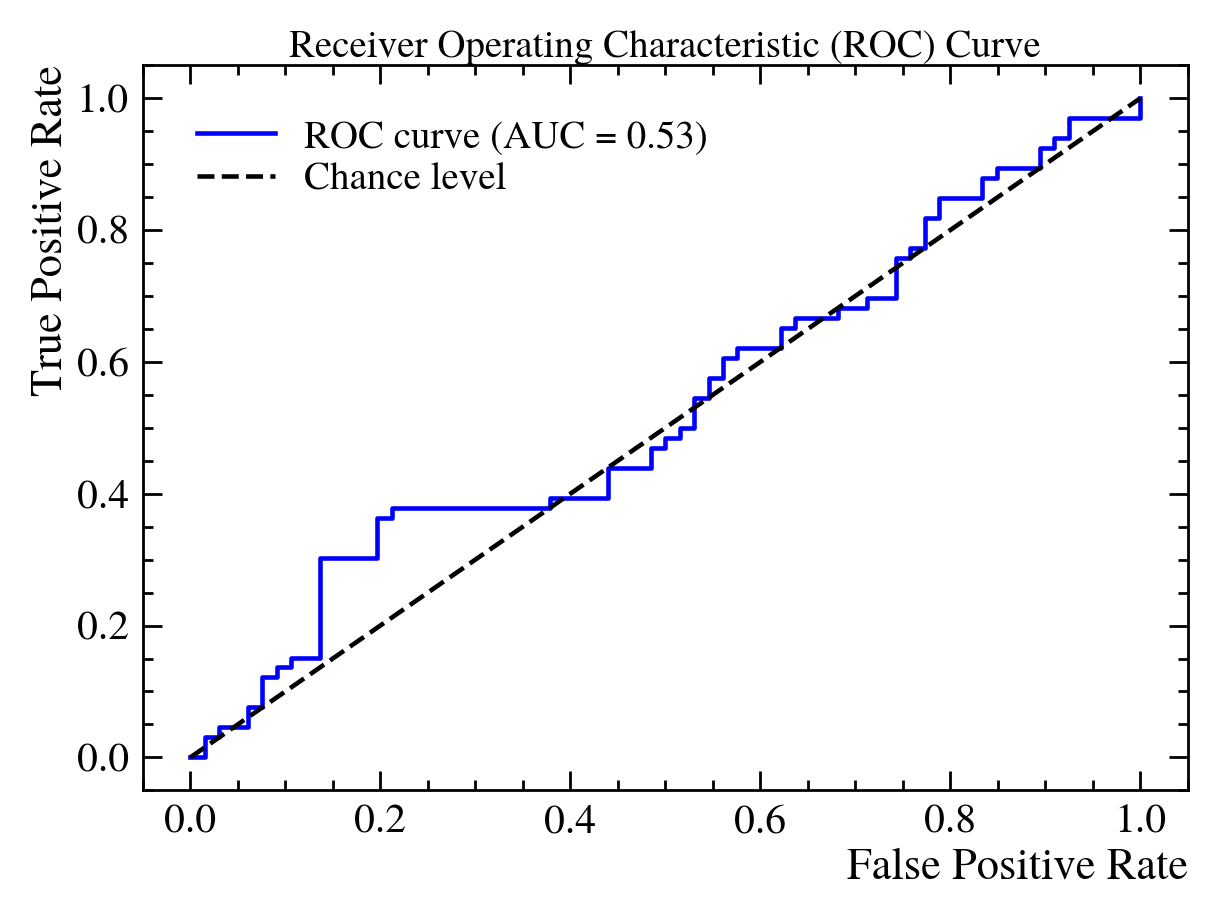 Receiver Operating Characteristic (ROC) Curve
True Positive Rate
1.0
0.8
0.6
0.4
0.2
0.0
ROC curve (AUC = 0.53)
Chance level
0.0 0.2 0.4 0.6 0.8 1.0
False Positive Rate